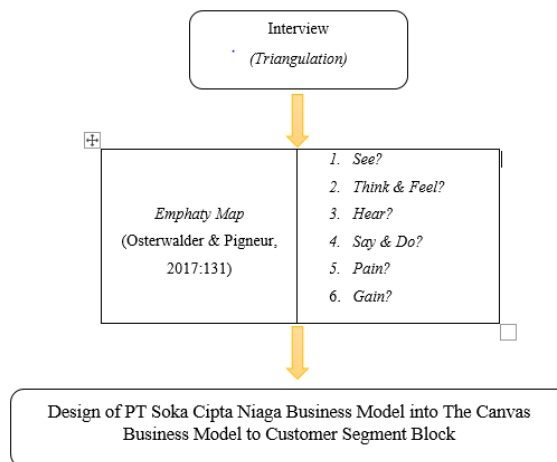 Interview
(Triangulation)
Emphaty Map
(Osterwalder & Pigneur,
2017:131)
1. See?
2. Think & Feel?
3. Hear?
4. Say & Do?
5. Pain?
6. Gain?
Design of PT Soka Cipta Niaga Business Model into The Canvas
Business Model to Customer Segment Block